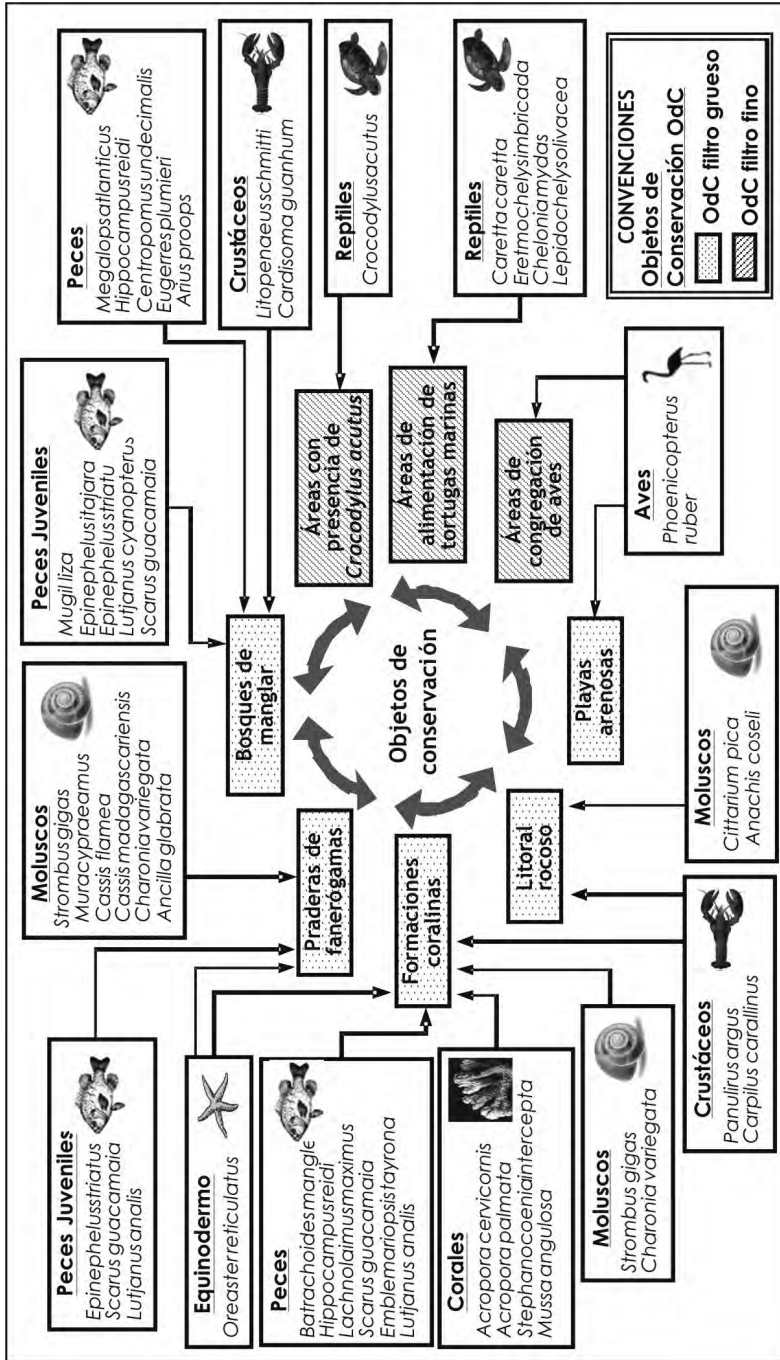 Peces Juveniles
Epinephelusstriatus
Scarus guacamaia
Lutjanus analis
Moluscos
Strombusgigas
Muracypraeamus
Cassis flamea
Cassis madagascariensis
Charoniavariegata
Ancilla glabrata
Peces Juveniles
Mugil liza
Epinephelusitajara
Epinephelusstriatu
Lutjanus cyanopterus
Scarus guacamaia
Peces
Megalopsatlanticus
Hippocampusreidi
Centropomusundecimalis
Eugerresplumieri
Arius proops
Equinodermo
Oreasterreticulatus
Praderas de
fanerógamas
Bosques de
manglar
Crustáceos
Litopenaeusschmitti
Cardisoma guanhum
Peces
Batrachoidesmangle
Hippocampusreidi
Lachnolaimusmaximus
Scarus guacamaia
Emblemariopsistayrona
Lutjanus analis
Formaciones
coralinas
Objetos de
conservación
Áreas con
presencia de
Crocodylus acutus
Reptiles
Crocodylusacutus
Áreas de
alimentación de
tortugas marinas
Reptiles
Carettacaretta
Eretmochelysimbricada
Cheloniamydas
Lepidochelysolivacea
Corales
Acropora cervicornis
Acropora palmata
Stephanocoeniaintercepta
Mussa angulosa
Litoral
rocoso
Playas
arenosas
Áreas de
congregación
de aves
Moluscos
Strombus gigas
Charonia variegata
Crustáceos
Panulirus argus
Carpilus carallinus
Moluscos
Cittarium pica
Anachis coseli
Aves
Phoenicopterus
ruber
CONVENCIONES
Objetos de
Conservación OdC
OdC filtro grueso
OdC filtro fino